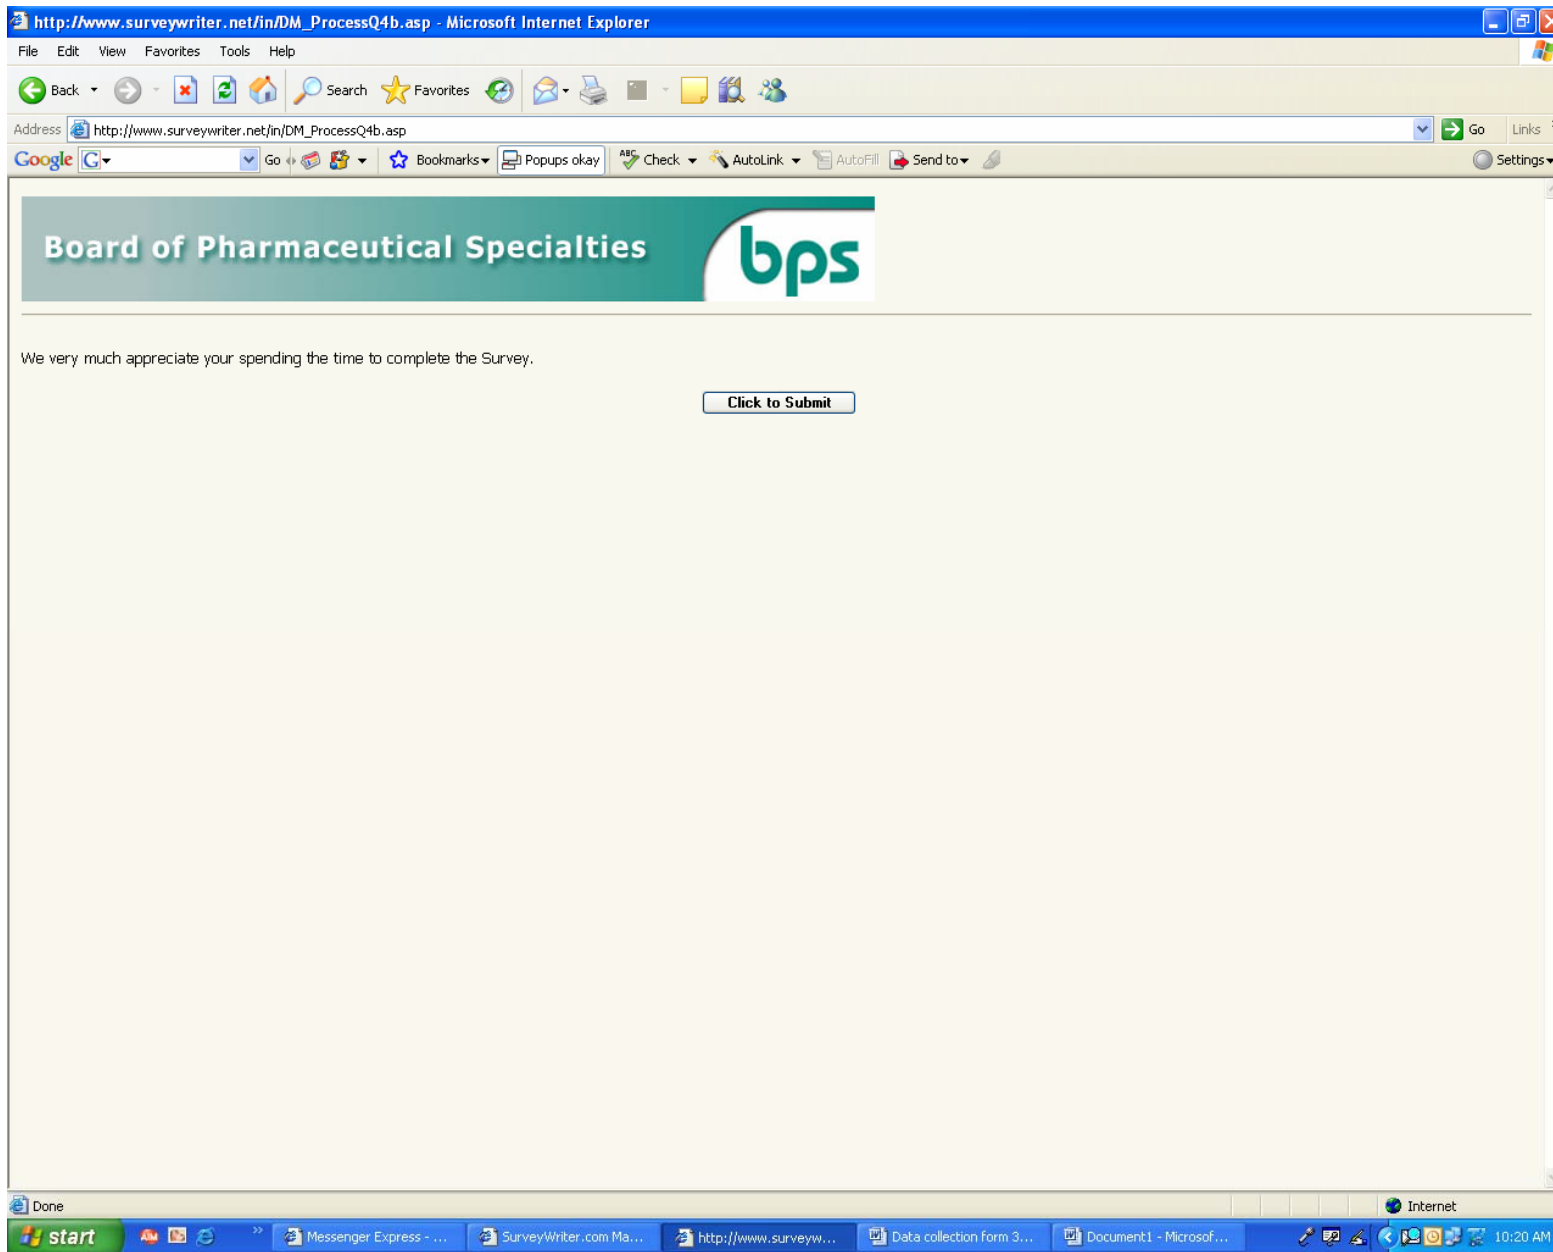 http://www.surveywriter.net/in/DM_ProcessQ4b.asp - Microsoft Internet Explorer
File Edit View Favorites Tools Help
Back Search Favorites
Address http://www.surveywriter.net/in/DM_ProcessQ4b.asp Go Links
Google G Go Bookmarks Popups okay ABC Check AutoLink AutoFill Send to Settings
Board of Pharmaceutical Specialties bps
We very much appreciate your spending the time to complete the Survey.
Click to Submit
Done Internet
start Messenger Express - ... SurveyWriter.com Ma... http://www.surveyw... Data collection form 3... Document1 - Microsof... 10:20 AM